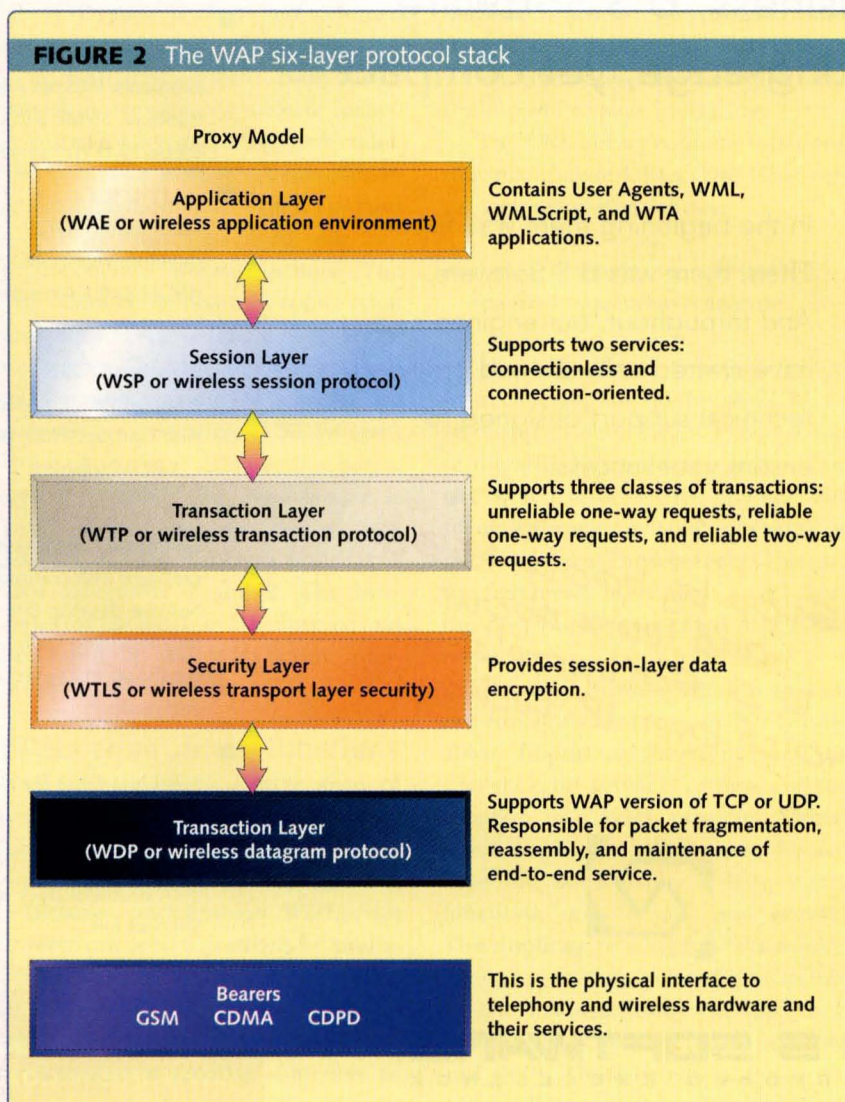 FIGURE 2 The WAP six-layer protocol stack
Proxy Model
Application Layer
(WAE or wireless application environment)
Contains User Agents, WML,
WMLScript, and WTA
applications.
Session Layer
(WSP or wireless session protocol)
Supports two services:
connectionless and
connection-oriented.
Transaction Layer
(WTP or wireless transaction protocol)
Supports three classes of transactions:
unreliable one-way requests, reliable
one-way requests, and reliable two-way
requests.
Security Layer
(WTLS or wireless transport layer security)
Provides session-layer data
encryption.
Transaction Layer
(WDP or wireless datagram protocol)
Supports WAP version of TCP or UDP.
Responsible for packet fragmentation,
reassembly, and maintenance of
end-to-end service.
Bearers
GSM CDMA CDPD
This is the physical interface to
telephony and wireless hardware and
their services.